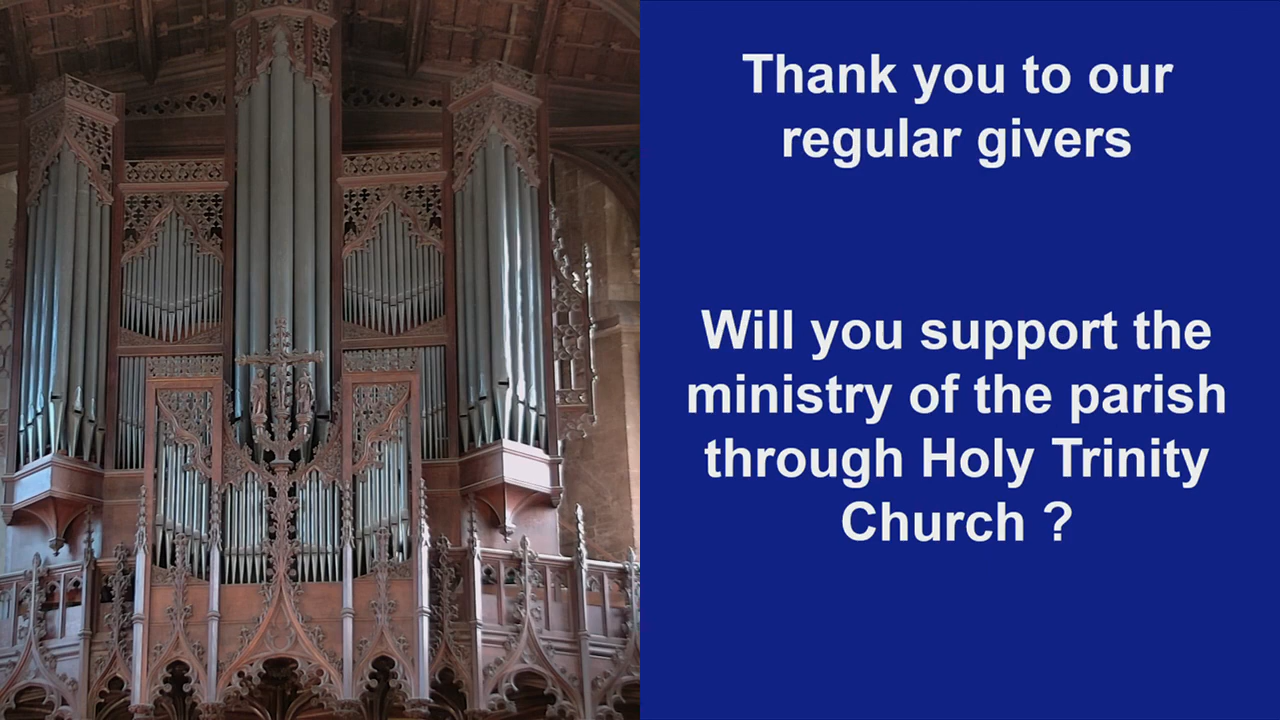 Thank you to our
regular givers
Will you support the
ministry of the parish
through Holy Trinity
Church ?